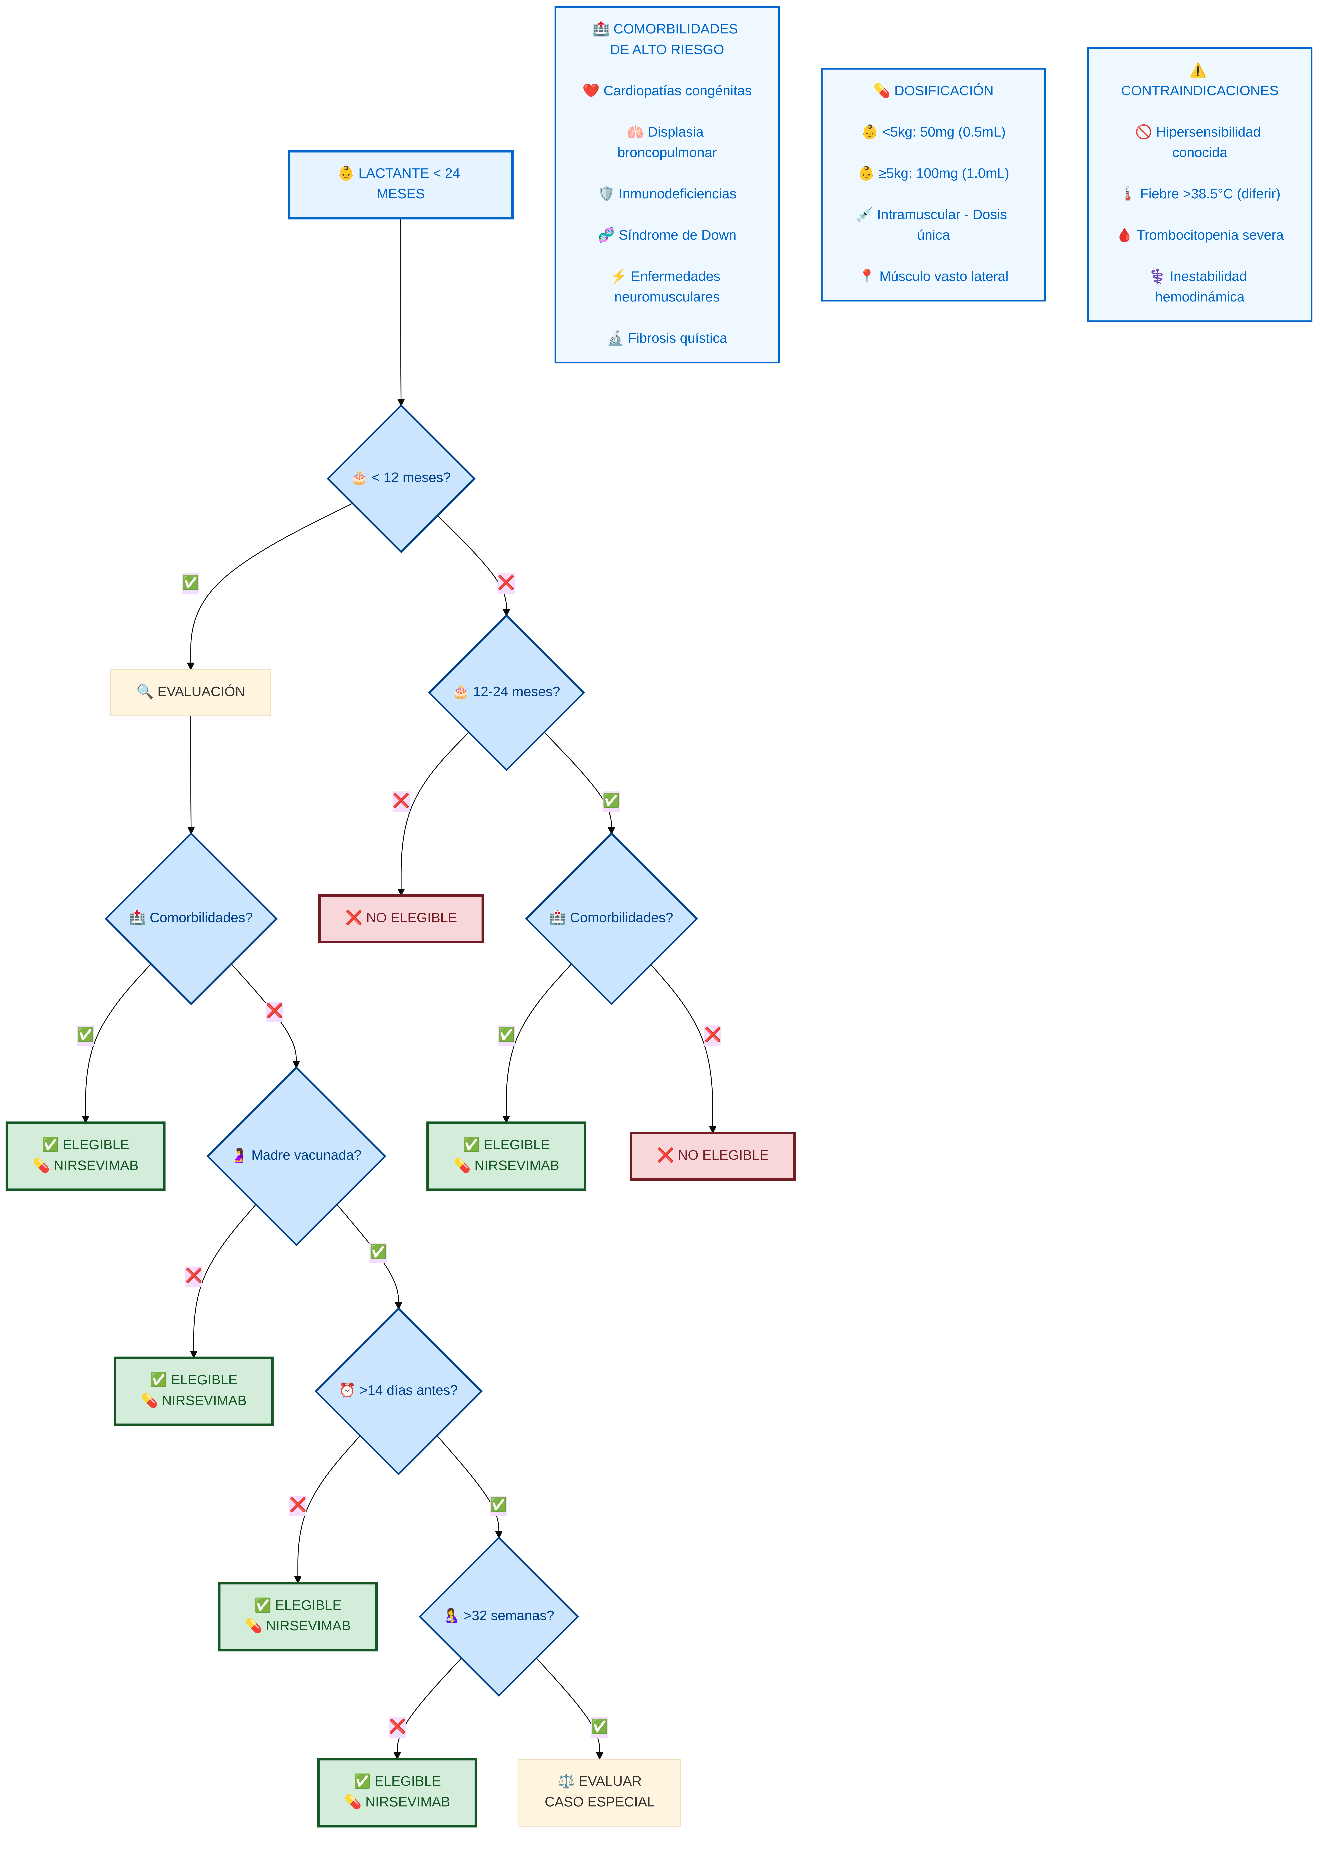 🏥 COMORBILIDADES
DE ALTO RIESGO
❤️ Cardiopatías congénitas
🫁 Displasia
broncopulmonar
🛡️ Inmunodeficiencias
🧬 Síndrome de Down
⚡ Enfermedades
neuromusculares
🔬 Fibrosis quística
💊 DOSIFICACIÓN
👶 <5kg: 50mg (0.5mL)
👶 ≥5kg: 100mg (1.0mL)
💉 Intramuscular - Dosis
única
📍 Músculo vasto lateral
⚠️
CONTRAINDICACIONES
🚫 Hipersensibilidad
conocida
🌡️ Fiebre >38.5°C (diferir)
🩸 Trombocitopenia severa
⚕️ Inestabilidad
hemodinámica
👶 LACTANTE < 24
MESES
🎂 < 12 meses?
✅
❌
🔍 EVALUACIÓN
🎂 12-24 meses?
❌
✅
🏥 Comorbilidades?
❌ NO ELEGIBLE
🏥 Comorbilidades?
✅
❌
✅
❌
✅ ELEGIBLE
💊 NIRSEVIMAB
🤰 Madre vacunada?
✅ ELEGIBLE
💊 NIRSEVIMAB
❌ NO ELEGIBLE
❌
✅
✅ ELEGIBLE
💊 NIRSEVIMAB
⏰ >14 días antes?
❌
✅
✅ ELEGIBLE
💊 NIRSEVIMAB
🤱 >32 semanas?
❌
✅
✅ ELEGIBLE
💊 NIRSEVIMAB
⚖️ EVALUAR
CASO ESPECIAL